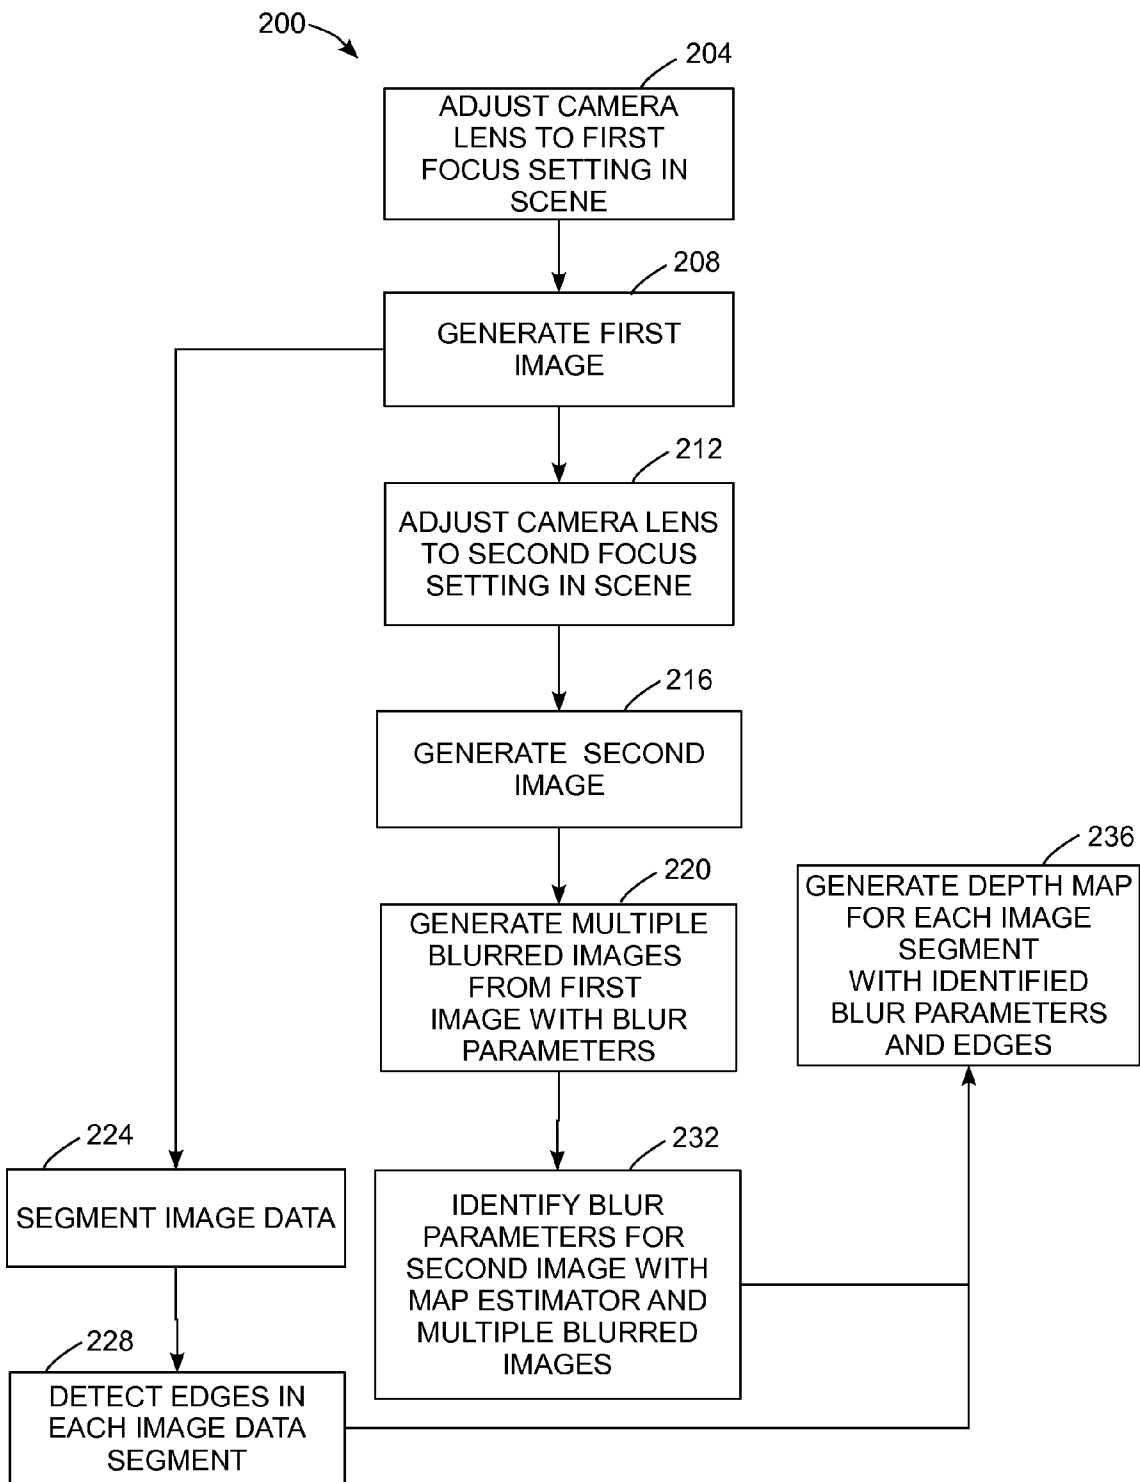 200
204
ADJUST CAMERA
LENS TO FIRST
FOCUS SETTING IN
SCENE
208
GENERATE FIRST
IMAGE
212
ADJUST CAMERA LENS
TO SECOND FOCUS
SETTING IN SCENE
216
GENERATE SECOND
IMAGE
220
GENERATE MULTIPLE
BLURRED IMAGES
FROM FIRST
IMAGE WITH BLUR
PARAMETERS
236
GENERATE DEPTH MAP
FOR EACH IMAGE
SEGMENT
WITH IDENTIFIED
BLUR PARAMETERS
AND EDGES
224
SEGMENT IMAGE DATA
232
IDENTIFY BLUR
PARAMETERS FOR
SECOND IMAGE WITH
MAP ESTIMATOR AND
MULTIPLE BLURRED
IMAGES
228
DETECT EDGES IN
EACH IMAGE DATA
SEGMENT